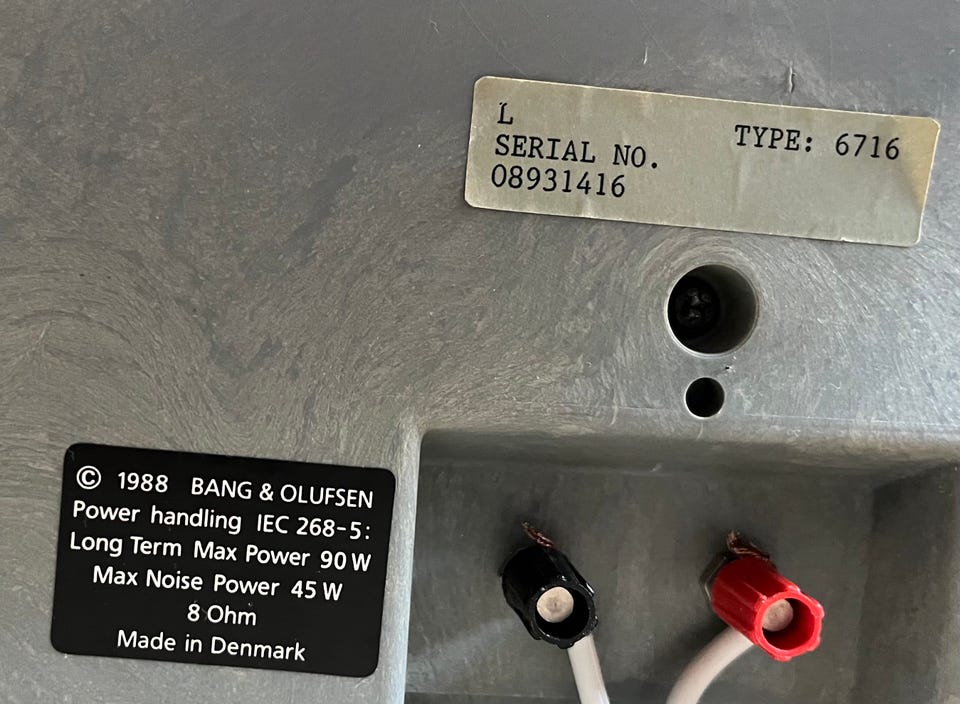 L
SERIAL NO. TYPE: 6716
08931416
© 1988 BANG & OLUFSEN
Power handling IEC 268-5:
Long Term Max Power 90 W
Max Noise Power 45 W
8 Ohm
Made in Denmark